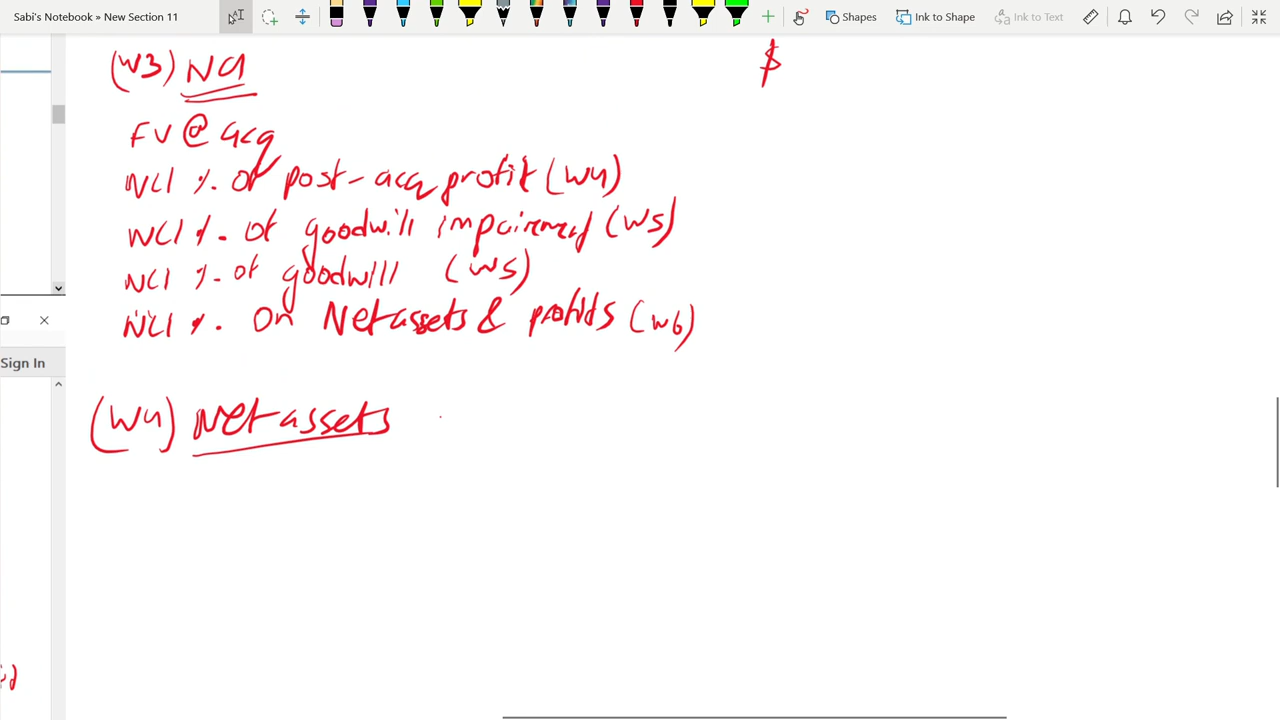 Sabi's Notebook » New Section 11
Shapes
Ink to Shape
Ink to Text
(W3) NCI
$
FV @ acq
NCI %. of post-acq profit (W4)
NCI %. of goodwill impairment (W5)
NCI %. of goodwill (W5)
NCI %. on Net assets & profits (W6)
Sign In
(W4) Net assets